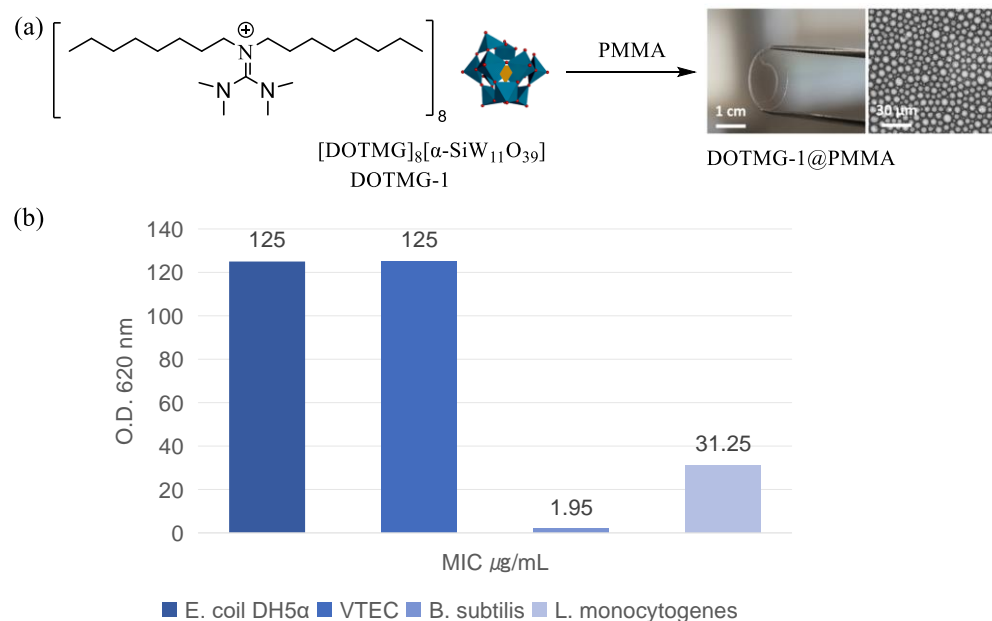 (a)
⊕
N
N
N
8
PMMA
1 cm
30 µm
[DOTMG]₈[α-SiW₁₁O₃₉]
DOTMG-1
DOTMG-1@PMMA
(b)
140
120
100
80
60
40
20
0
O.D. 620 nm
125
125
1.95
31.25
MIC ㎍/mL
E. coil DH5α VTEC B. subtilis L. monocytogenes